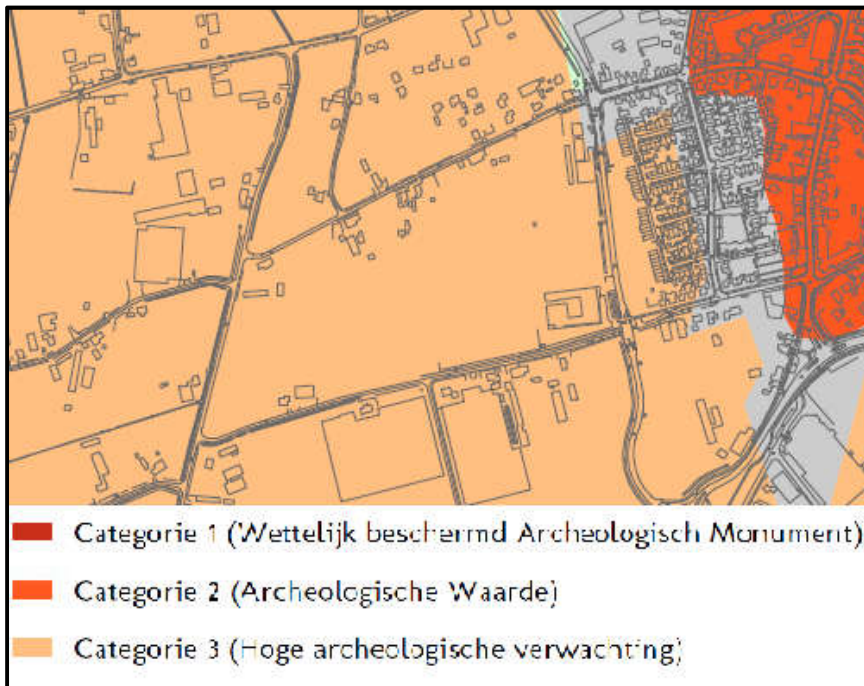 Categorie 1 (Wettelijk beschermd Archeologisch Monument)
Categorie 2 (Archeologische Waarde)
Categorie 3 (Hoge archeologische verwachting)